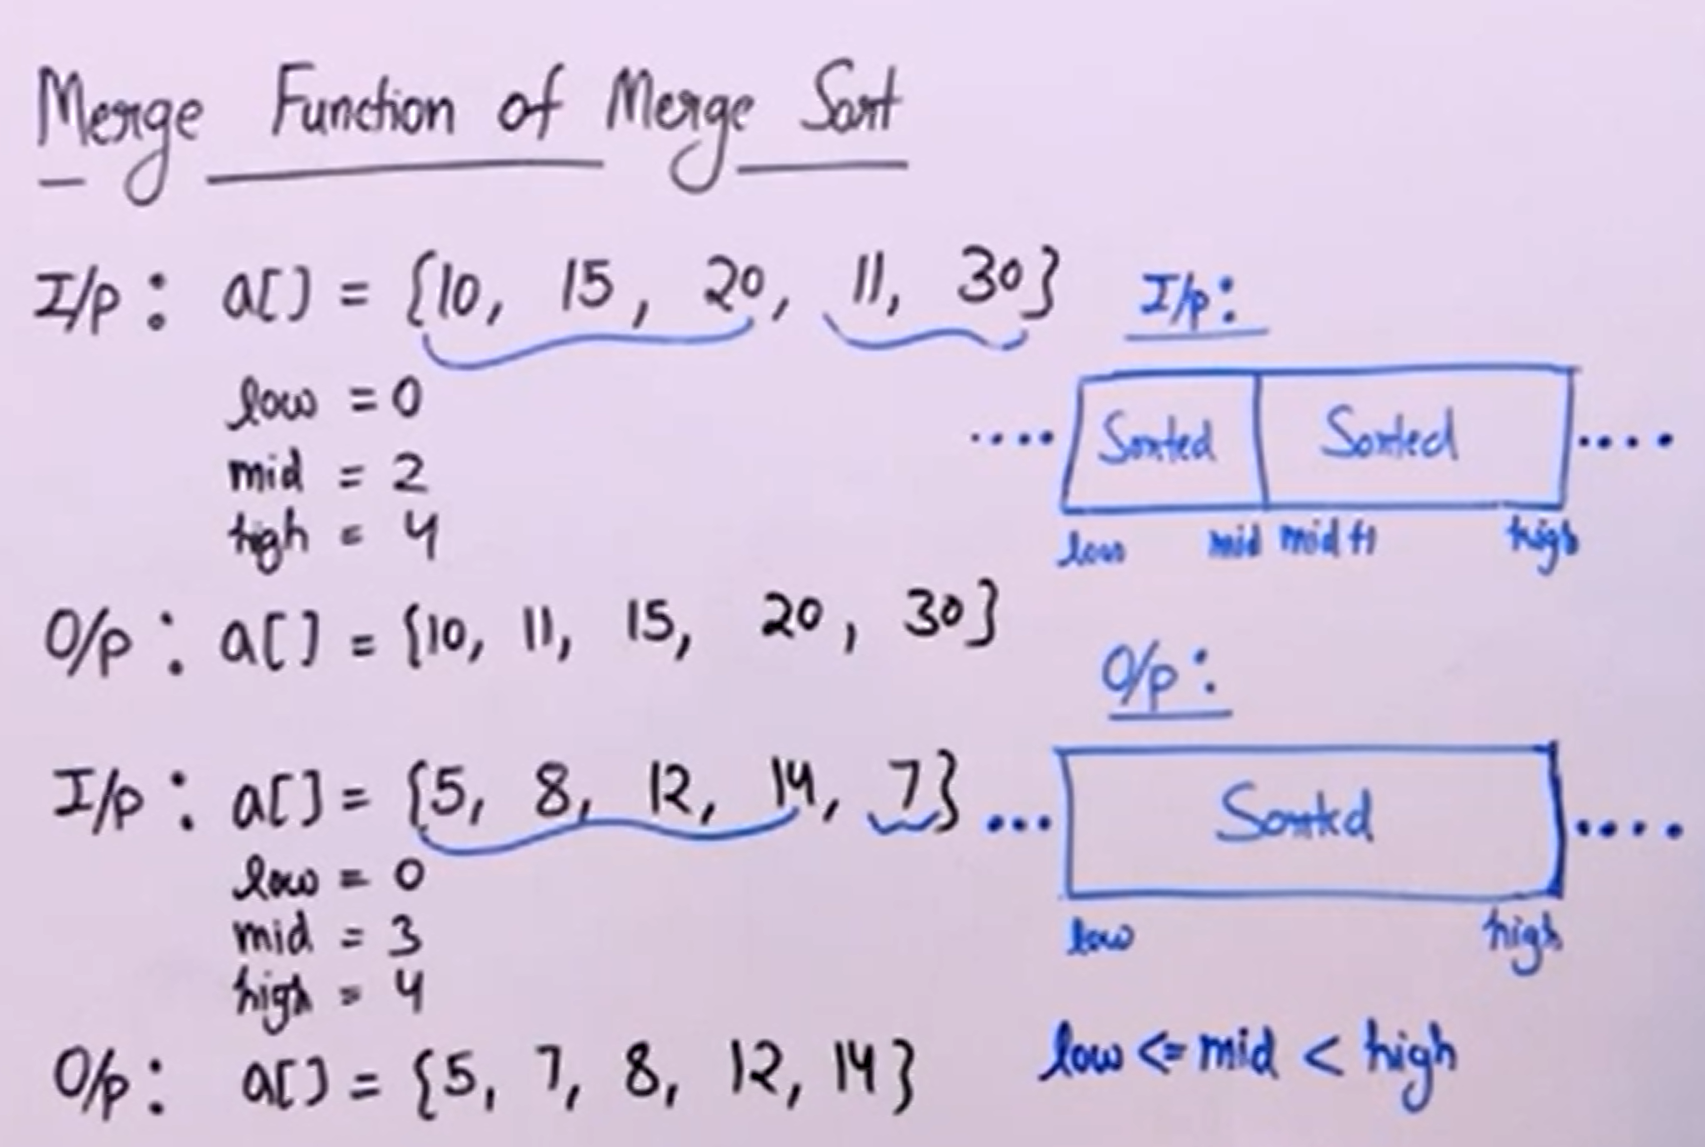 Merge Function of Merge Sort
I/p : a[] = {10, 15, 20, 11, 30}
low = 0
mid = 2
high = 4
O/p : a[] = {10, 11, 15, 20, 30}
I/p : a[] = {5, 8, 12, 14, 7}
low = 0
mid = 3
high = 4
O/p : a[] = {5, 7, 8, 12, 14}
I/p :
.... Sorted Sorted ....
low mid mid+1 high
O/p :
... Sorted ....
low high
low <= mid < high